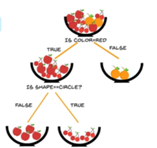 IS COLOR=RED
TRUE
FALSE
IS SHAPE==CIRCLE?
FALSE
TRUE